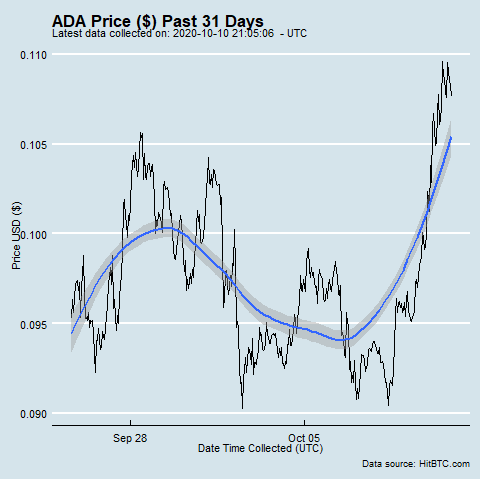 ADA Price ($) Past 31 Days
Latest data collected on: 2020-10-10 21:05:06 - UTC
0.110
0.105
0.100
0.095
0.090
Price USD ($)
Sep 28
Oct 05
Date Time Collected (UTC)
Data source: HitBTC.com